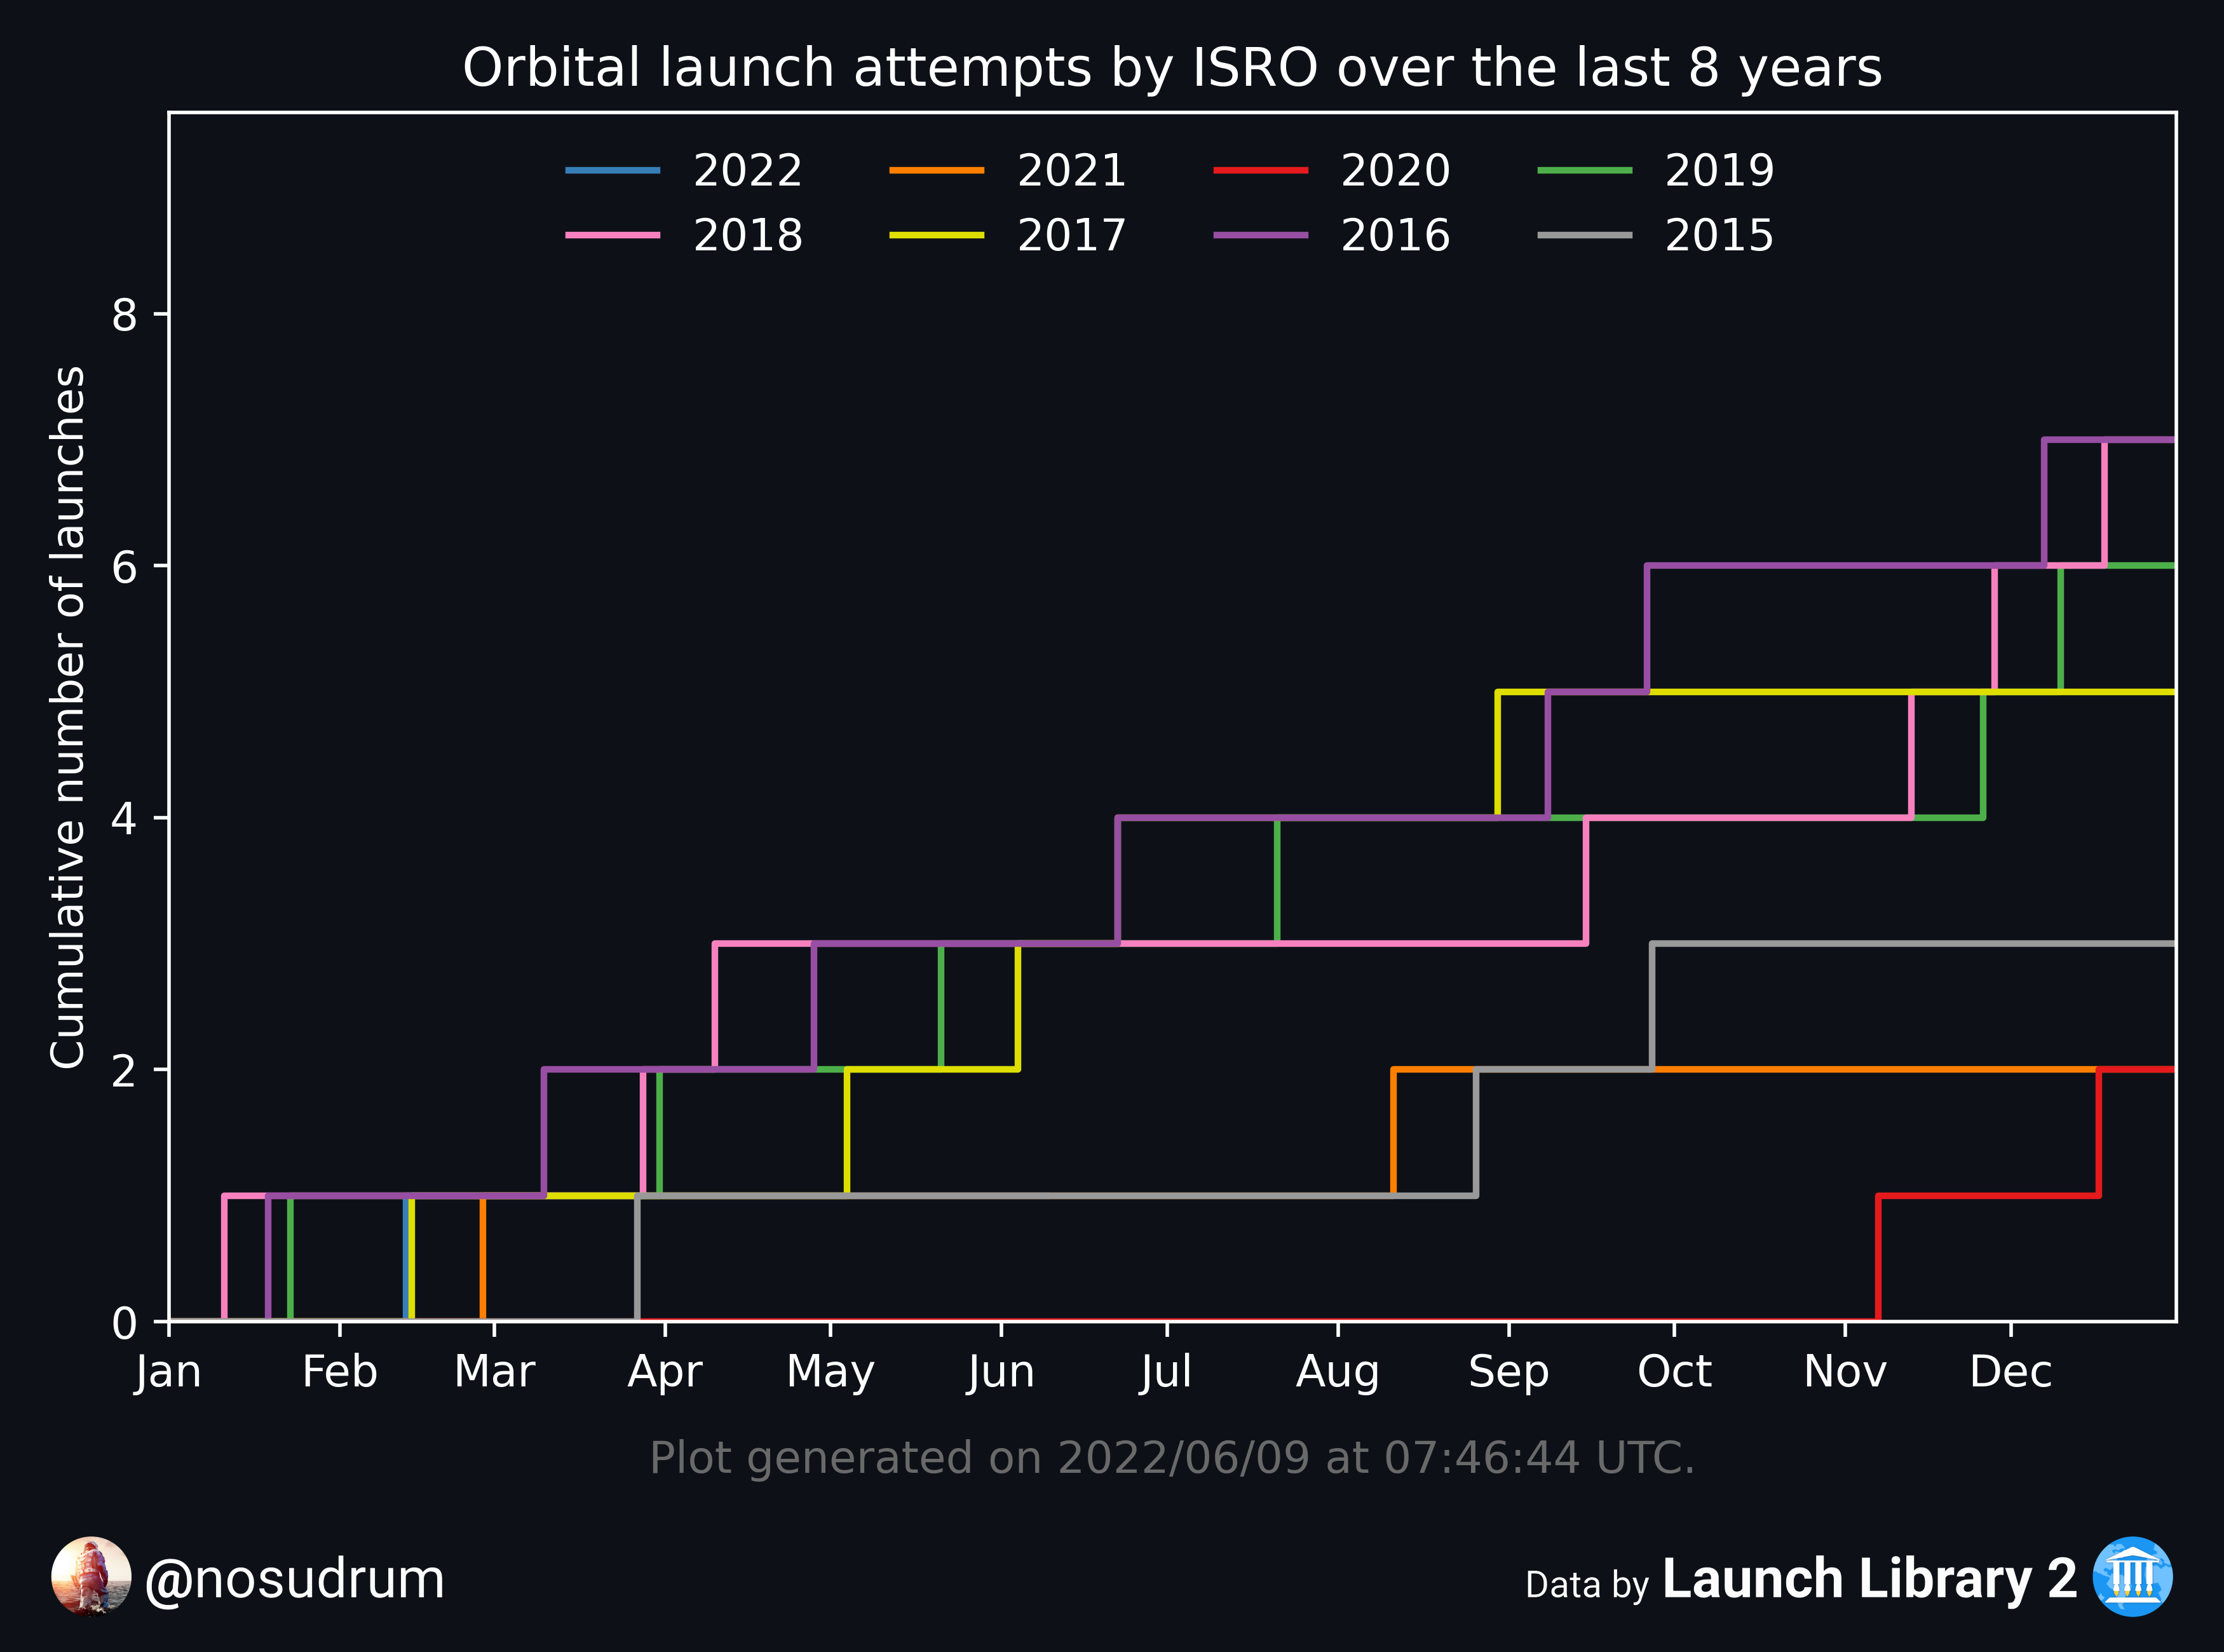 Orbital launch attempts by ISRO over the last 8 years
2022 2021 2020 2019
2018 2017 2016 2015
Cumulative number of launches
8
6
4
2
0
Jan Feb Mar Apr May Jun Jul Aug Sep Oct Nov Dec
Plot generated on 2022/06/09 at 07:46:44 UTC.
@nosudrum
Data by Launch Library 2